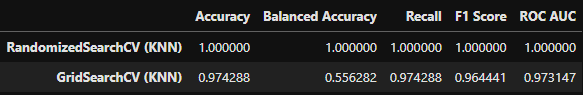 Accuracy Balanced Accuracy Recall F1 Score ROC AUC
RandomizedSearchCV (KNN) 1.000000 1.000000 1.000000 1.000000 1.000000
GridSearchCV (KNN) 0.974288 0.556282 0.974288 0.964441 0.973147